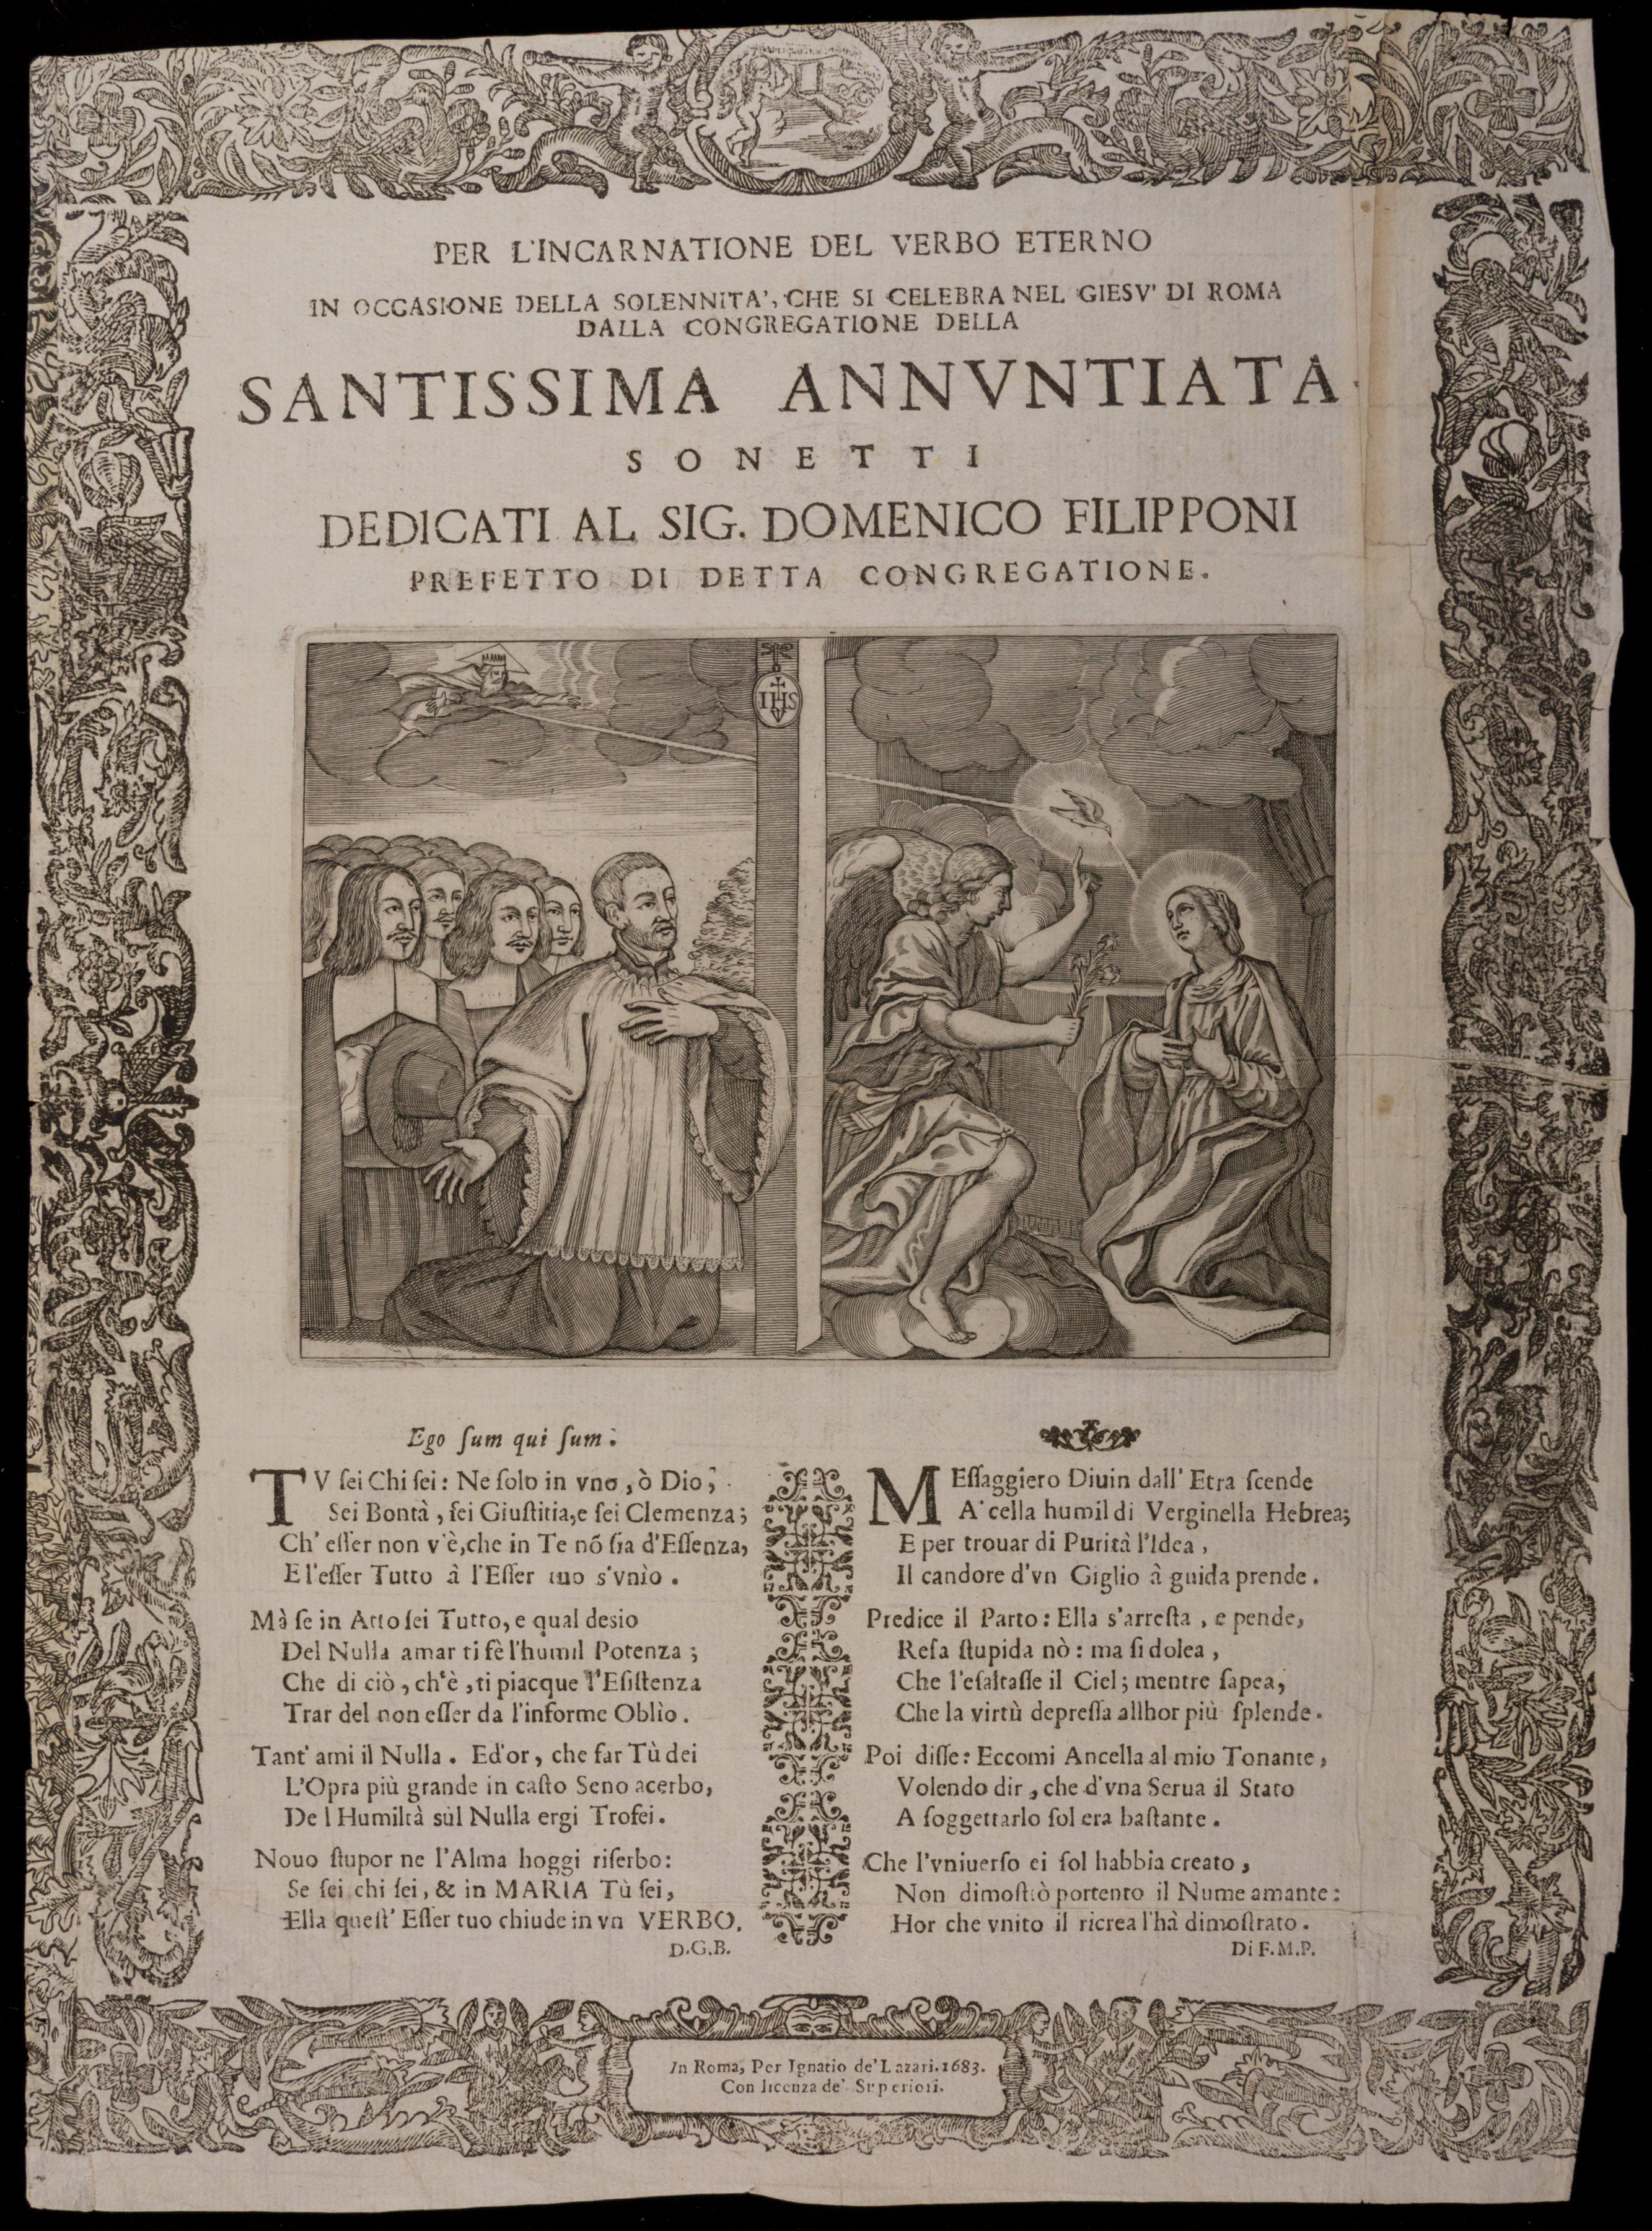 PER L'INCARNATIONE DEL VERBO ETERNO
IN OCCASIONE DELLA SOLENNITA', CHE SI CELEBRA NEL GIESV' DI ROMA
DALLA CONGREGATIONE DELLA
SANTISSIMA ANNVNTIATA
SONETTI
DEDICATI AL SIG. DOMENICO FILIPPONI
PREFETTO DI DETTA CONGREGATIONE.
IHS
Ego ſum qui ſum.
TV ſei Chi ſei: Ne ſolo in vno, ò Dio,
Sei Bontà, ſei Giuſtitia, e ſei Clemenza;
Ch' eſſer non v'è, che in Te nõ ſia d'Eſſenza,
E l'eſſer Tutto â l'Eſſer tuo s'vnìo.
Mà ſe in Atto ſei Tutto, e qual desio
Del Nulla amar ti fè l'humil Potenza;
Che di ciò, ch'è, ti piacque l'Eſiſtenza
Trar del non eſſer da l'informe Oblìo.
Tant' ami il Nulla. Ed'or, che far Tù dei
L'Opra più grande in caſto Seno acerbo,
De l Humiltà sùl Nulla ergi Trofei.
Nouo ſtupor ne l'Alma hoggi riſerbo:
Se ſei chi ſei, & in MARIA Tù ſei,
Ella queſt' Eſſer tuo chiude in vn VERBO.
D.G.B.
MEſſaggiero Diuin dall' Etra ſcende
A' cella humil di Verginella Hebrea;
E per trouar di Purità l'Idea,
Il candore d'vn Giglio â guida prende.
Predice il Parto: Ella s'arreſta, e pende,
Reſa ſtupida nò: ma ſi dolea,
Che l'eſaltaſſe il Ciel; mentre ſapea,
Che la virtù depreſſa allhor più ſplende.
Poi diſſe: Eccomi Ancella al mio Tonante,
Volendo dir, che d'vna Serua il Stato
A ſoggettarlo ſol era baſtante.
Che l'vniuerſo ei ſol habbia creato,
Non dimoſtrò portento il Nume amante:
Hor che vnito il ricrea l'hà dimoſtrato.
Di F.M.P.
In Roma, Per Ignatio de' Lazari. 1683.
Con licenza de' Superiori.